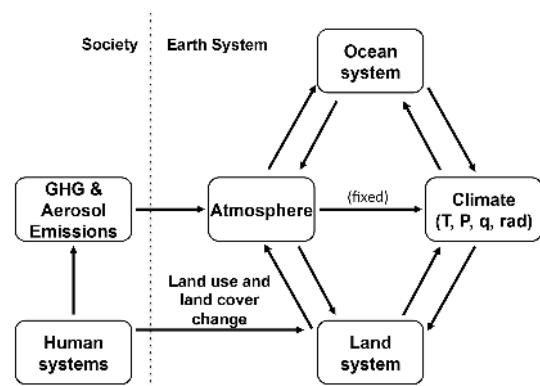 Society
Earth System
Ocean
system
GHG &
Aerosol
Emissions
Atmosphere
(fixed)
Climate
(T, P, q, rad)
Land use and
land cover
change
Human
systems
Land
system